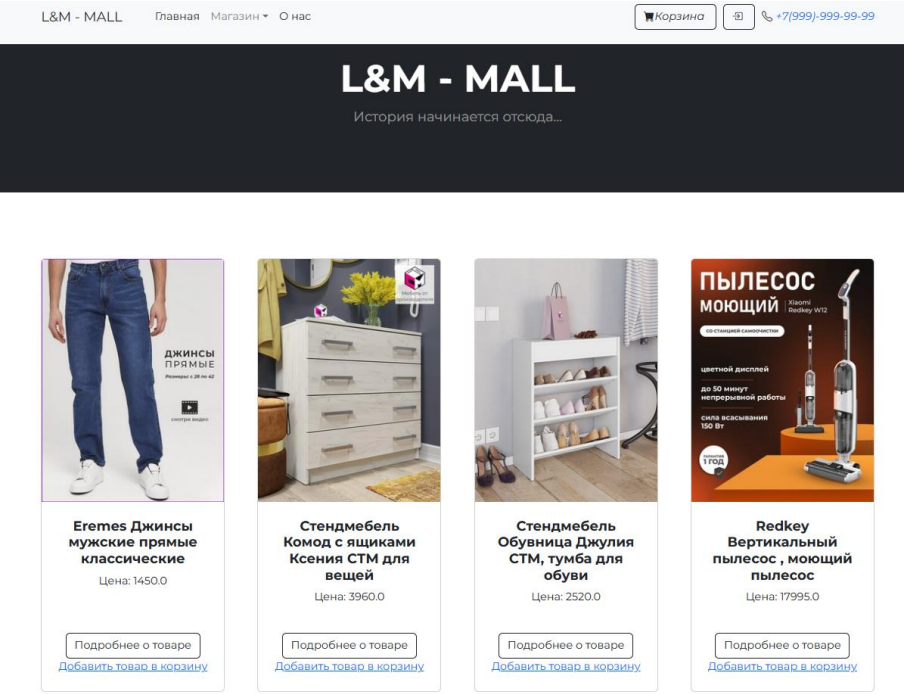 L&M - MALL
Главная Магазин О нас
Корзина
+7(999)-999-99-99
L&M - MALL
История начинается отсюда...
ДЖИНСЫ
ПРЯМЫЕ
Размеры с 28 по 42
смотри видео
Eremes Джинсы
мужские прямые
классические
Цена: 1450.0
Подробнее о товаре
Добавить товар в корзину
Стендмебель
Комод с ящиками
Ксения СТМ для
вещей
Цена: 3960.0
Подробнее о товаре
Добавить товар в корзину
Стендмебель
Обувница Джулия
СТМ, тумба для
обуви
Цена: 2520.0
Подробнее о товаре
Добавить товар в корзину
ПЫЛЕСОС
МОЮЩИЙ
Xiaomi
Redkey W12
СО СТАНЦИЕЙ САМООЧИСТКИ
цветной дисплей
до 50 минут
непрерывной работы
сила всасывания
150 Вт
гарантия
1 ГОД
Redkey
Вертикальный
пылесос , моющий
пылесос
Цена: 17995.0
Подробнее о товаре
Добавить товар в корзину